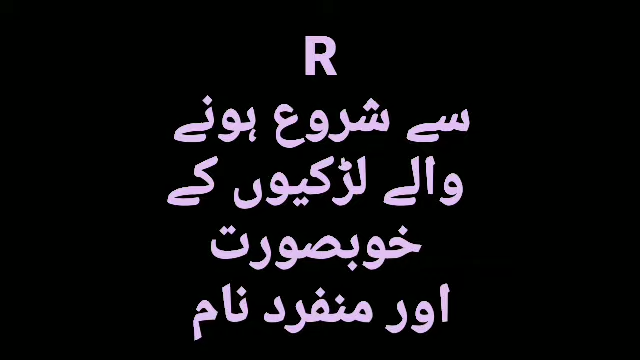 R
سے شروع ہونے
والے لڑکیوں کے
خوبصورت
اور منفرد نام